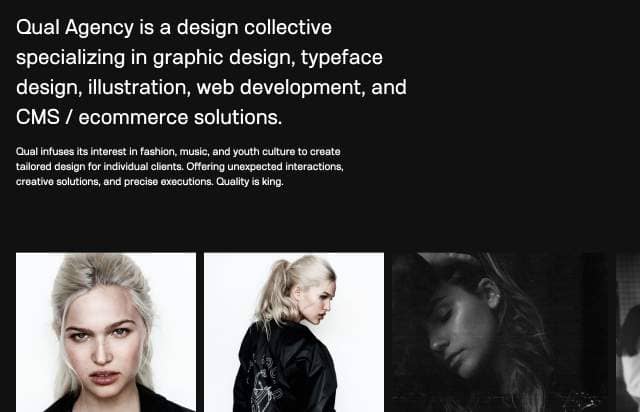 Qual Agency is a design collective
specializing in graphic design, typeface
design, illustration, web development, and
CMS / ecommerce solutions.
Qual infuses its interest in fashion, music, and youth culture to create
tailored design for individual clients. Offering unexpected interactions,
creative solutions, and precise executions. Quality is king.